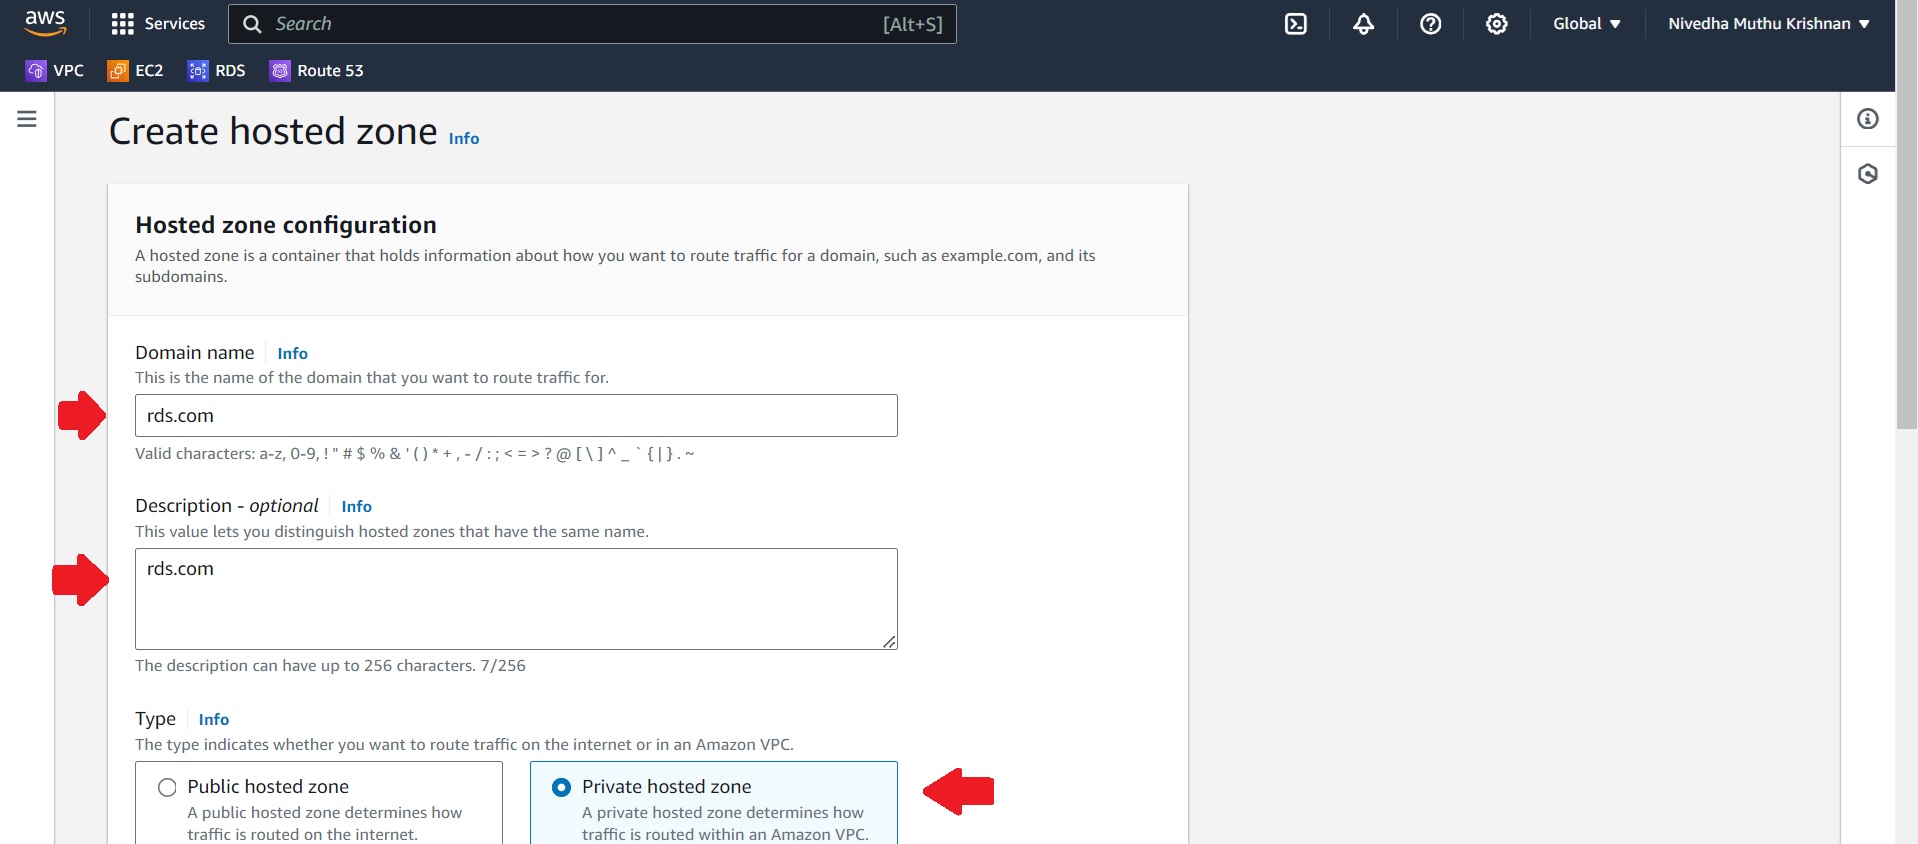 aws
Services
Search
[Alt+S]
Global
Nivedha Muthu Krishnan
VPC
EC2
RDS
Route 53
Create hosted zone Info
Hosted zone configuration
A hosted zone is a container that holds information about how you want to route traffic for a domain, such as example.com, and its
subdomains.
Domain name Info
This is the name of the domain that you want to route traffic for.
rds.com
Valid characters: a-z, 0-9, ! " # $ % & ' ( ) * + , - / : ; < = > ? @ [ \ ] ^ _ ` { | } . ~
Description - optional Info
This value lets you distinguish hosted zones that have the same name.
rds.com
The description can have up to 256 characters. 7/256
Type Info
The type indicates whether you want to route traffic on the internet or in an Amazon VPC.
Public hosted zone
A public hosted zone determines how
traffic is routed on the internet.
Private hosted zone
A private hosted zone determines how
traffic is routed within an Amazon VPC.